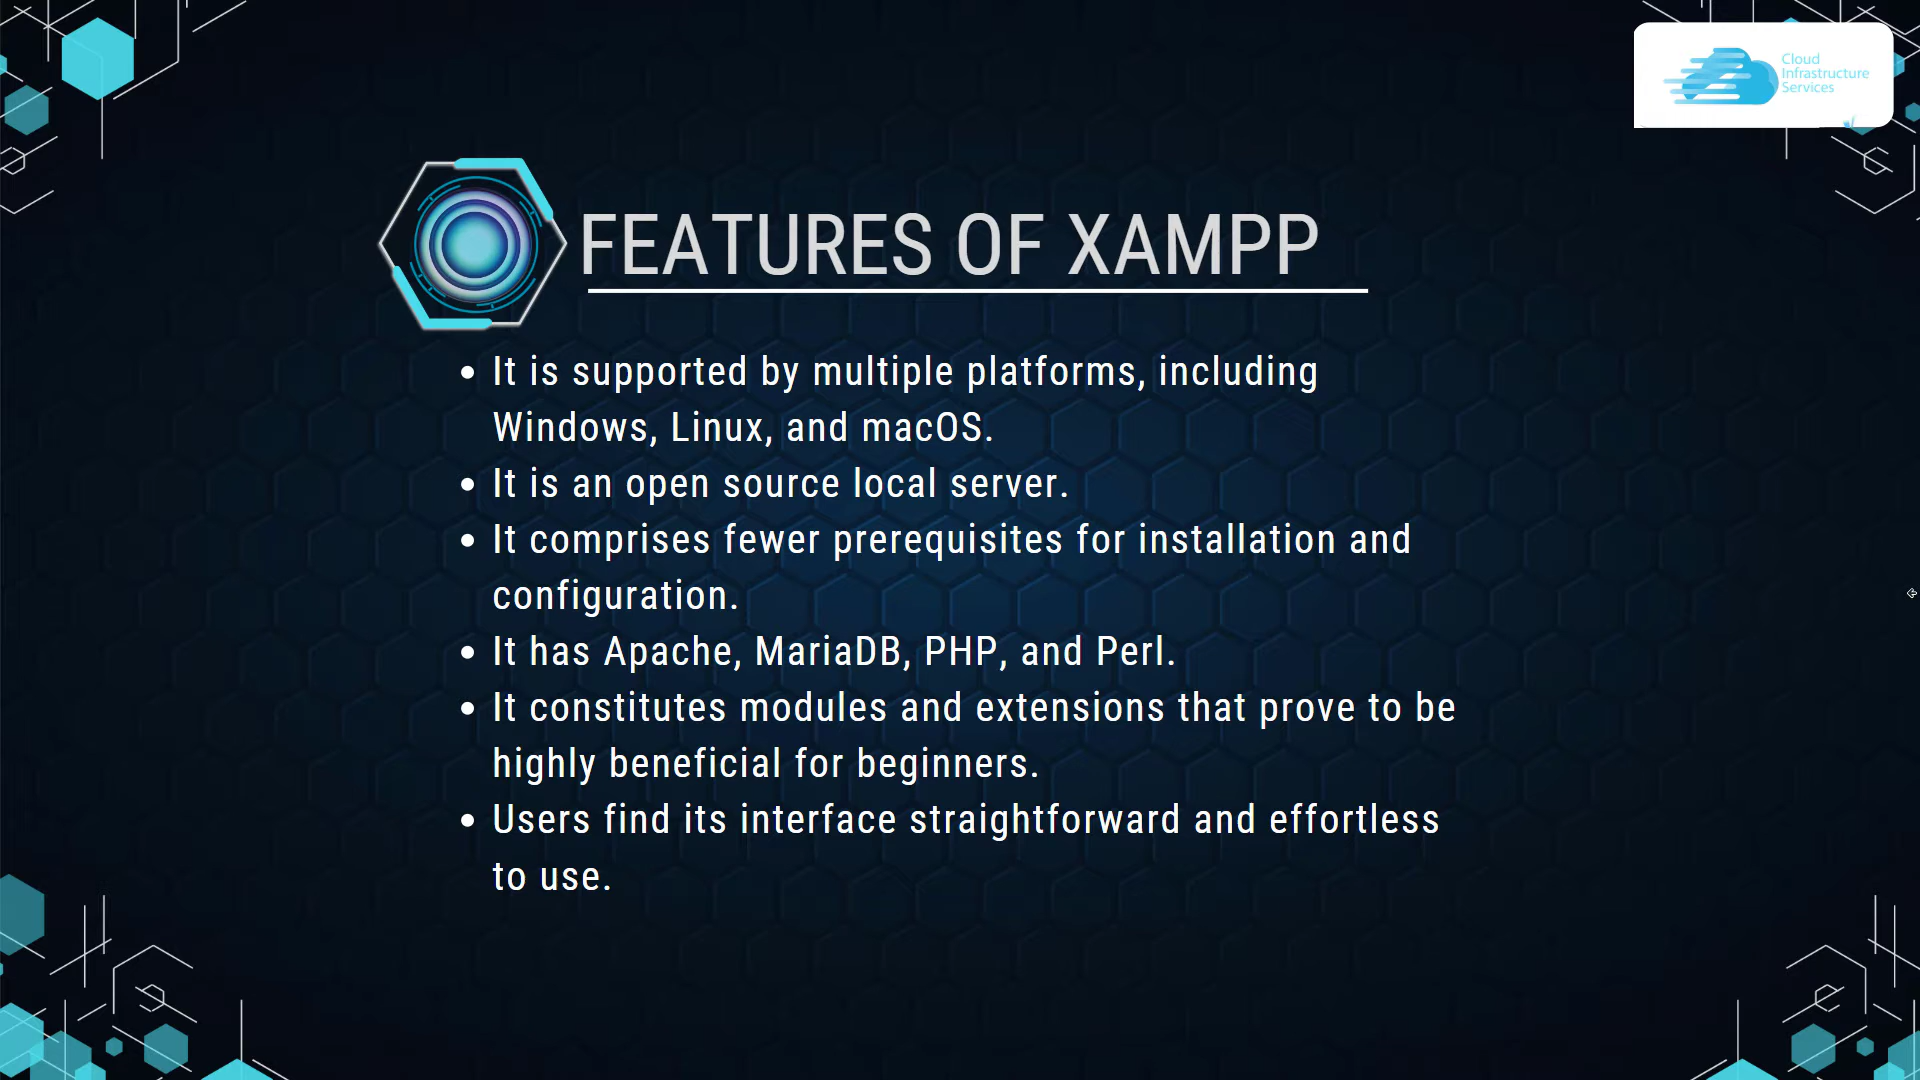 Cloud
Infrastructure
Services
FEATURES OF XAMPP
• It is supported by multiple platforms, including
Windows, Linux, and macOS.
• It is an open source local server.
• It comprises fewer prerequisites for installation and
configuration.
• It has Apache, MariaDB, PHP, and Perl.
• It constitutes modules and extensions that prove to be
highly beneficial for beginners.
• Users find its interface straightforward and effortless
to use.